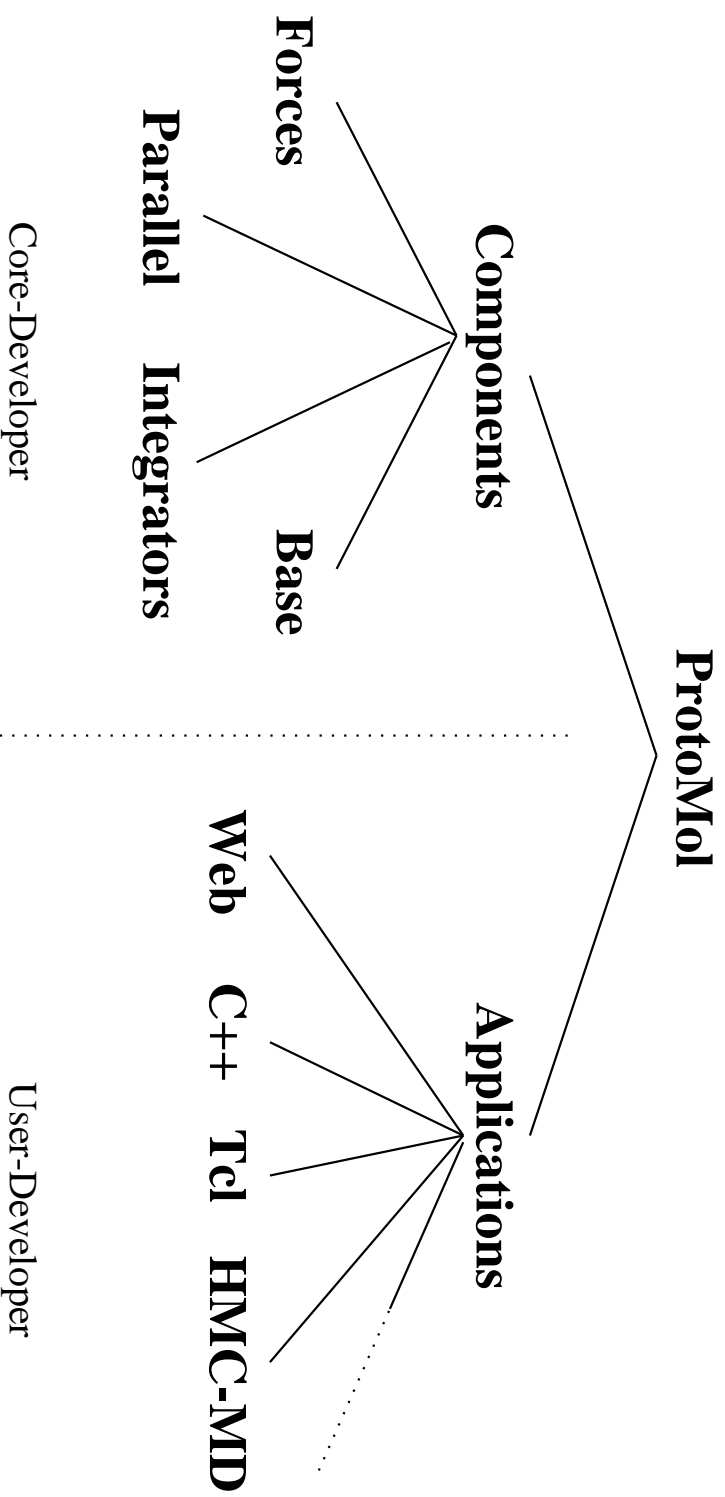 ProtoMol
Components
Applications
Forces
Base
Parallel
Integrators
Web
C++
Tcl
HMC-MD
Core-Developer
User-Developer